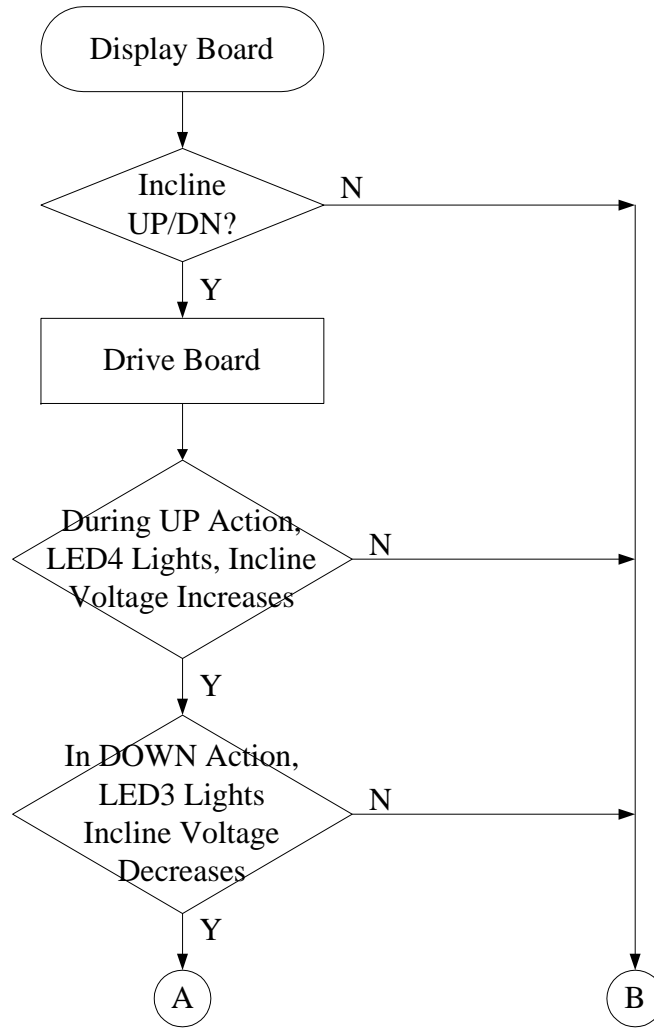 Display Board
Incline
UP/DN?
N
Y
Drive Board
During UP Action,
LED4 Lights, Incline
Voltage Increases
N
Y
In DOWN Action,
LED3 Lights
Incline Voltage
Decreases
N
Y
A
B